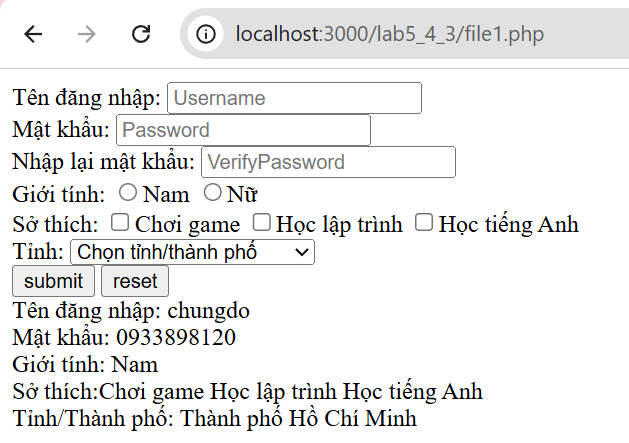 localhost:3000/lab5_4_3/file1.php
Tên đăng nhập: Username
Mật khẩu: Password
Nhập lại mật khẩu: VerifyPassword
Giới tính: Nam Nữ
Sở thích: Chơi game Học lập trình Học tiếng Anh
Tỉnh: Chọn tỉnh/thành phố
submit reset
Tên đăng nhập: chungdo
Mật khẩu: 0933898120
Giới tính: Nam
Sở thích:Chơi game Học lập trình Học tiếng Anh
Tỉnh/Thành phố: Thành phố Hồ Chí Minh